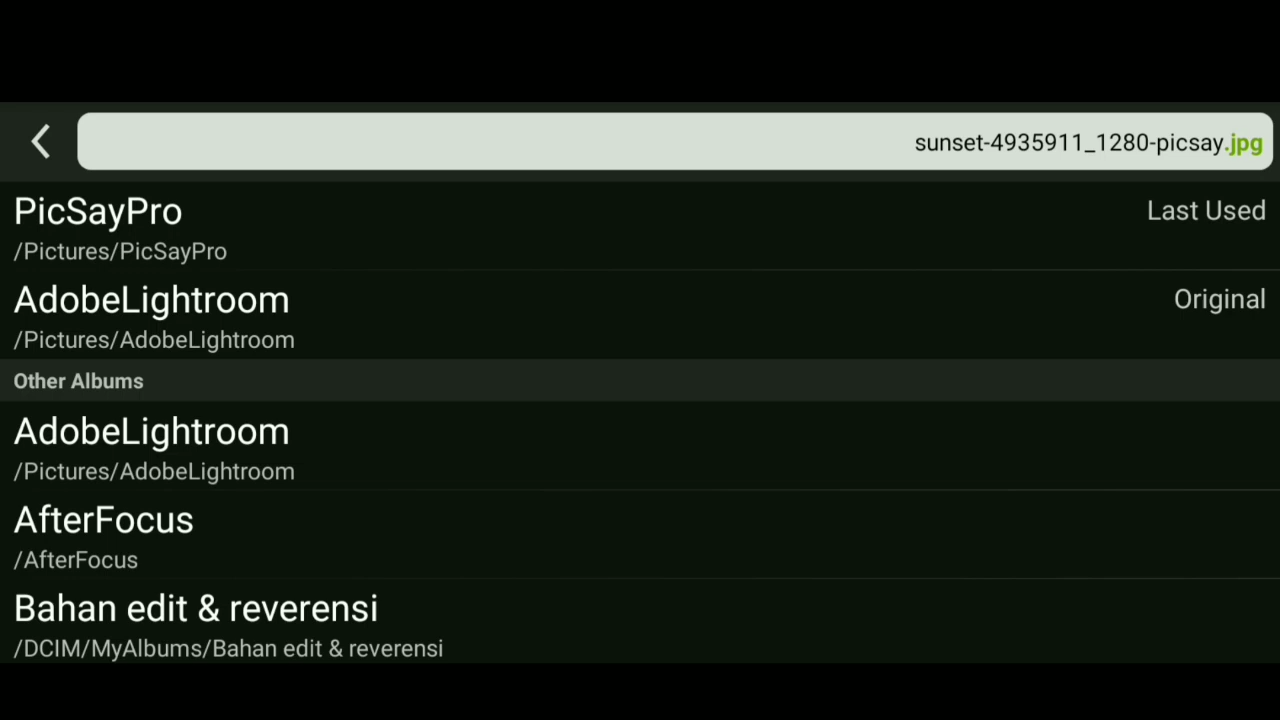 sunset-4935911_1280-picsay.jpg
PicSayPro
Last Used
/Pictures/PicSayPro
AdobeLightroom
Original
/Pictures/AdobeLightroom
Other Albums
AdobeLightroom
/Pictures/AdobeLightroom
AfterFocus
/AfterFocus
Bahan edit & reverensi
/DCIM/MyAlbums/Bahan edit & reverensi